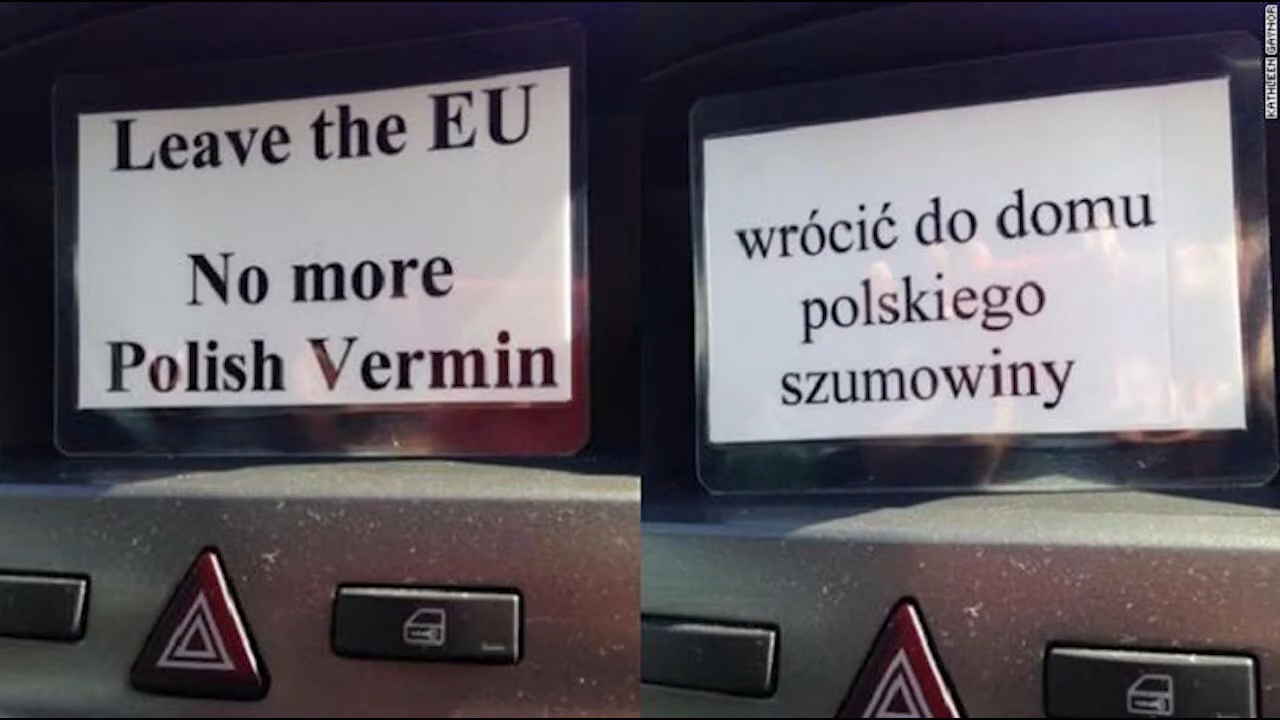 Leave the EU
No more
Polish Vermin
wrócić do domu
polskiego
szumowiny
KATHLEEN GAYNOR